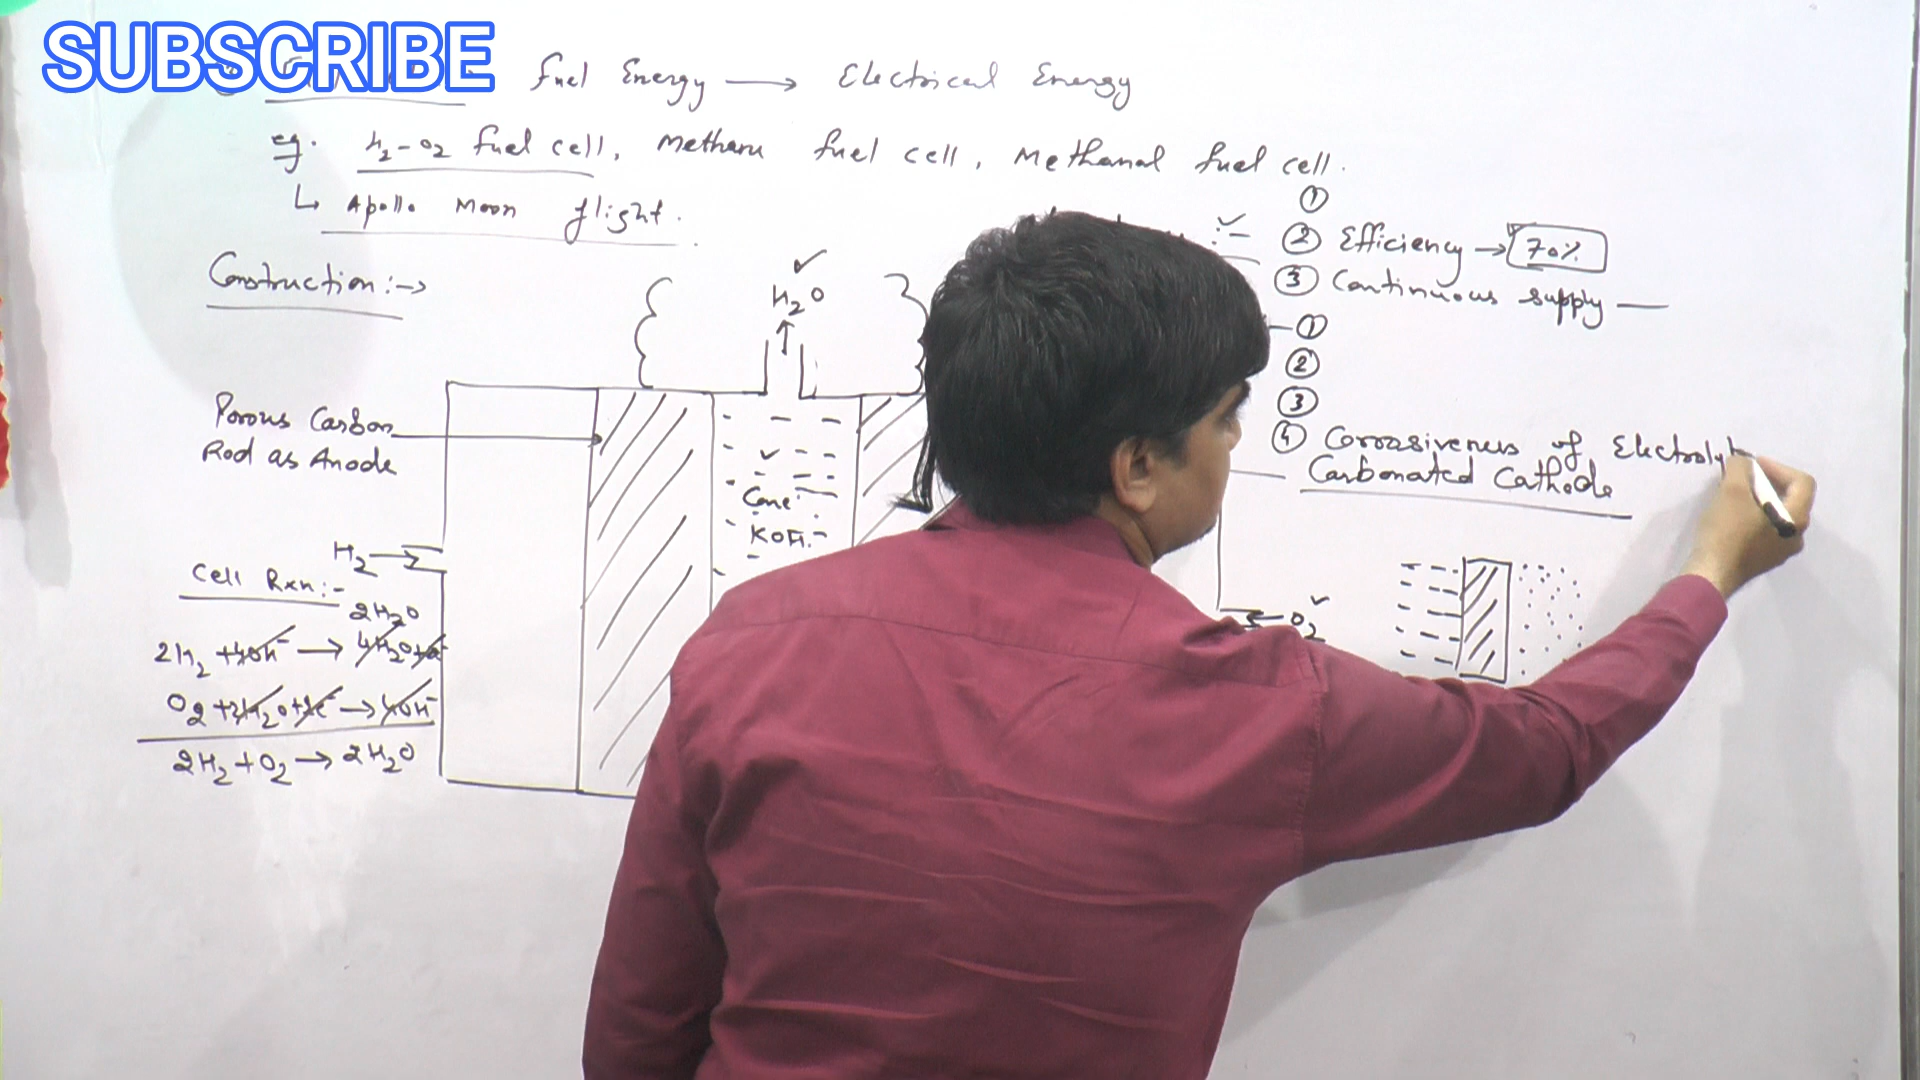 SUBSCRIBE
Fuel Energy → Electrical Energy
eg. H2-O2 fuel cell, Methane fuel cell, Methanol fuel cell.
↳ Apollo Moon flight.
Construction:→
H2O
①
② Efficiency → 70%
③ Continuous supply —
①
②
③
④ Corrosiveness of Electrolyt
Carbonated Cathode
Porous Carbon
Rod as Anode
Conc.
KOH.
H2 →
← O2
Cell Rxn:-
2H2O
2H2 + 4OH⁻ → 4H2O + 4e⁻
O2 + 2H2O + 4e⁻ → 4OH⁻
2H2 + O2 → 2H2O